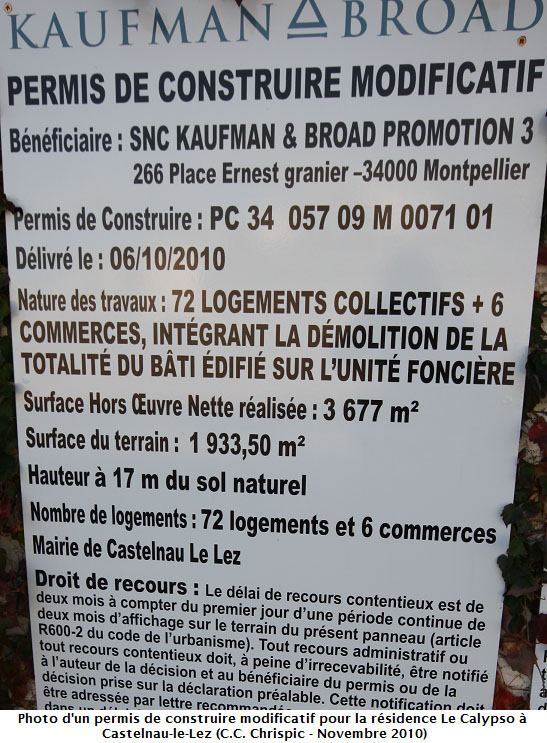 KAUFMAN BROAD
PERMIS DE CONSTRUIRE MODIFICATIF
Bénéficiaire : SNC KAUFMAN & BROAD PROMOTION 3
266 Place Ernest granier –34000 Montpellier
Permis de Construire : PC 34 057 09 M 0071 01
Délivré le : 06/10/2010
Nature des travaux : 72 LOGEMENTS COLLECTIFS + 6
COMMERCES, INTÉGRANT LA DÉMOLITION DE LA
TOTALITÉ DU BÂTI ÉDIFIÉ SUR L'UNITÉ FONCIÈRE
Surface Hors Œuvre Nette réalisée : 3 677 m²
Surface du terrain : 1 933,50 m²
Hauteur à 17 m du sol naturel
Nombre de logements : 72 logements et 6 commerces
Mairie de Castelnau Le Lez
Droit de recours : Le délai de recours contentieux est de
deux mois à compter du premier jour d'une période continue de
deux mois d'affichage sur le terrain du présent panneau (article
R600-2 du code de l'urbanisme). Tout recours administratif ou
tout recours contentieux doit, à peine d'irrecevabilité, être notifié
à l'auteur de la décision et au bénéficiaire du permis ou de la
décision prise sur la déclaration préalable. Cette notification doit
être adressée par lettre recommandée
Photo d'un permis de construire modificatif pour la résidence Le Calypso à
Castelnau-le-Lez (C.C. Chrispic - Novembre 2010)